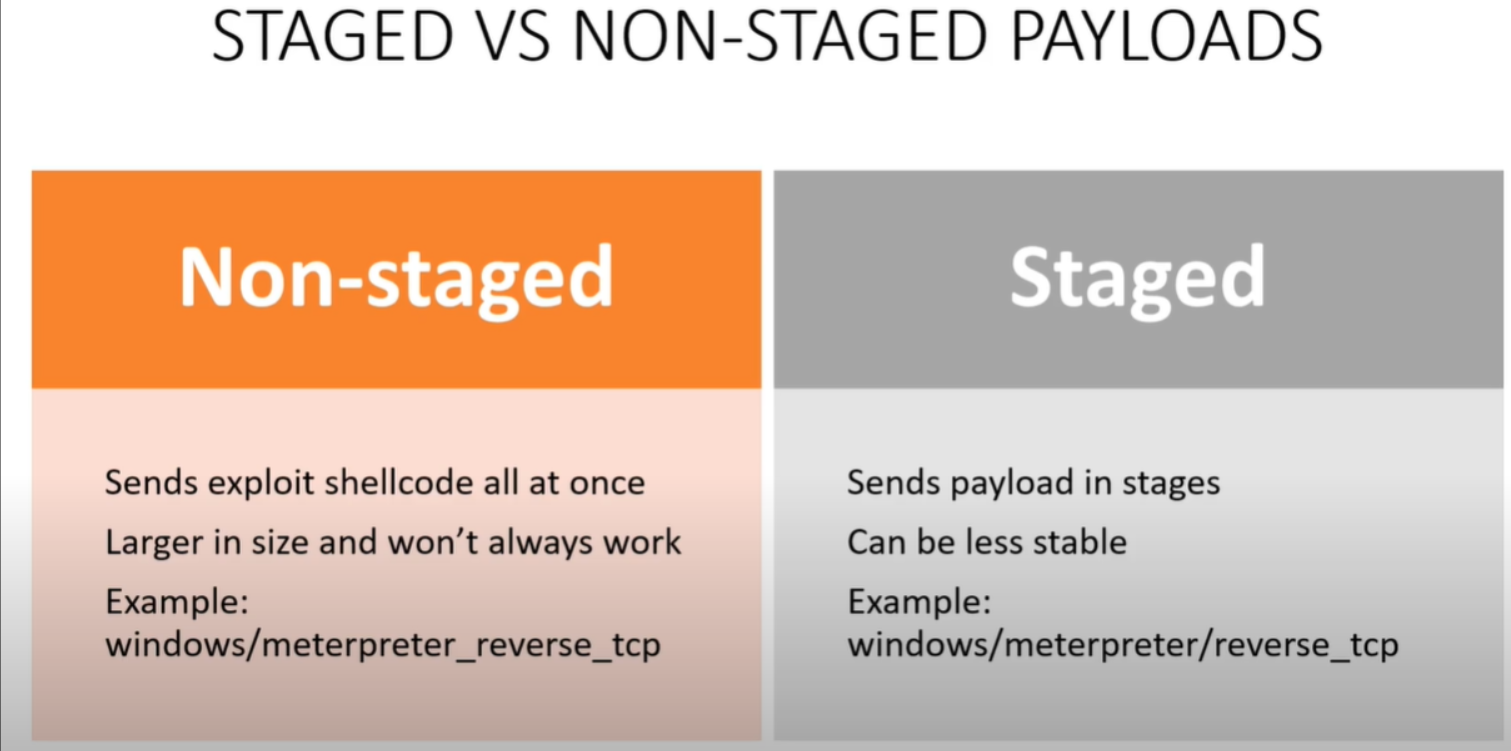 STAGED VS NON-STAGED PAYLOADS
Non-staged
Sends exploit shellcode all at once
Larger in size and won’t always work
Example:
windows/meterpreter_reverse_tcp
Staged
Sends payload in stages
Can be less stable
Example:
windows/meterpreter/reverse_tcp